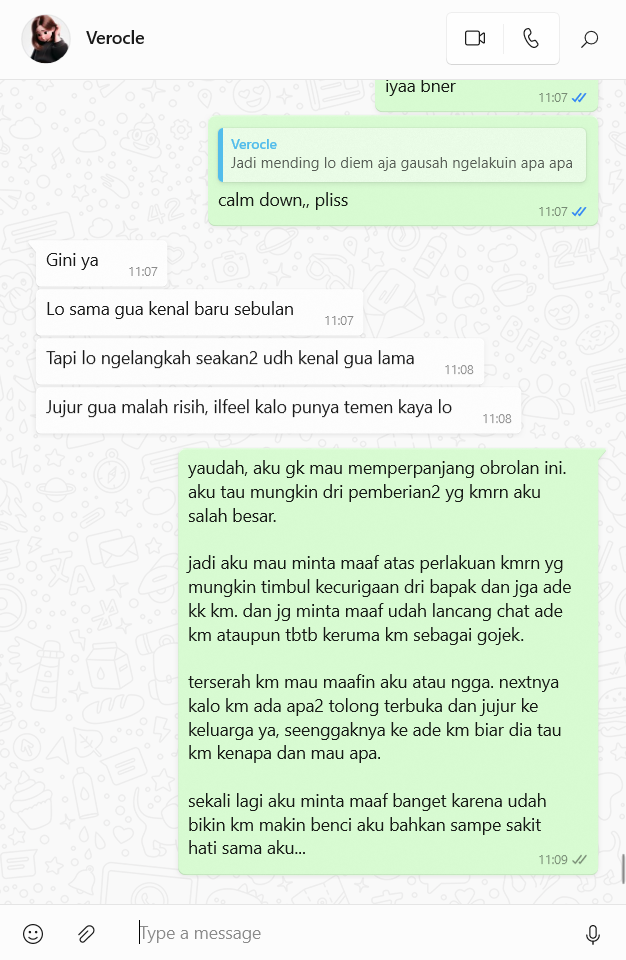 Verocle
iyaa bner
11:07
Verocle
Jadi mending lo diem aja gausah ngelakuin apa apa
calm down,, pliss
11:07
Gini ya
11:07
Lo sama gua kenal baru sebulan
11:07
Tapi lo ngelangkah seakan2 udh kenal gua lama
11:08
Jujur gua malah risih, ilfeel kalo punya temen kaya lo
11:08
yaudah, aku gk mau memperpanjang obrolan ini.
aku tau mungkin dri pemberian2 yg kmrn aku
salah besar.
jadi aku mau minta maaf atas perlakuan kmrn yg
mungkin timbul kecurigaan dri bapak dan jga ade
kk km. dan jg minta maaf udah lancang chat ade
km ataupun tbtb keruma km sebagai gojek.
terserah km mau maafin aku atau ngga. nextnya
kalo km ada apa2 tolong terbuka dan jujur ke
keluarga ya, seenggaknya ke ade km biar dia tau
km kenapa dan mau apa.
sekali lagi aku minta maaf banget karena udah
bikin km makin benci aku bahkan sampe sakit
hati sama aku...
11:09
Type a message